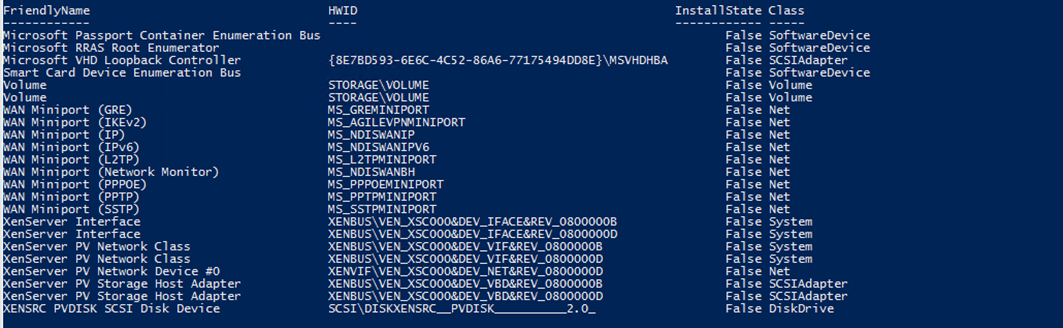 FriendlyName HWID InstallState Class
------------ ---- ------------ -----
Microsoft Passport Container Enumeration Bus False SoftwareDevice
Microsoft RRAS Root Enumerator False SoftwareDevice
Microsoft VHD Loopback Controller {8E7BD593-6E6C-4C52-86A6-77175494DD8E}\MSVHDHBA False SCSIAdapter
Smart Card Device Enumeration Bus False SoftwareDevice
Volume STORAGE\VOLUME False Volume
Volume STORAGE\VOLUME False Volume
WAN Miniport (GRE) MS_GREMINIPORT False Net
WAN Miniport (IKEv2) MS_AGILEVPNMINIPORT False Net
WAN Miniport (IP) MS_NDISWANIP False Net
WAN Miniport (IPv6) MS_NDISWANIPV6 False Net
WAN Miniport (L2TP) MS_L2TPMINIPORT False Net
WAN Miniport (Network Monitor) MS_NDISWANBH False Net
WAN Miniport (PPPOE) MS_PPPOEMINIPORT False Net
WAN Miniport (PPTP) MS_PPTPMINIPORT False Net
WAN Miniport (SSTP) MS_SSTPMINIPORT False Net
XenServer Interface XENBUS\VEN_XSC000&DEV_IFACE&REV_0800000B False System
XenServer Interface XENBUS\VEN_XSC000&DEV_IFACE&REV_0800000D False System
XenServer PV Network Class XENBUS\VEN_XSC000&DEV_VIF&REV_0800000B False System
XenServer PV Network Class XENBUS\VEN_XSC000&DEV_VIF&REV_0800000D False System
XenServer PV Network Device #0 XENVIF\VEN_XSC000&DEV_NET&REV_0800000D False Net
XenServer PV Storage Host Adapter XENBUS\VEN_XSC000&DEV_VBD&REV_0800000B False SCSIAdapter
XenServer PV Storage Host Adapter XENBUS\VEN_XSC000&DEV_VBD&REV_0800000D False SCSIAdapter
XENSRC PVDISK SCSI Disk Device SCSI\DISKXENSRC__PVDISK__________2.0_ False DiskDrive